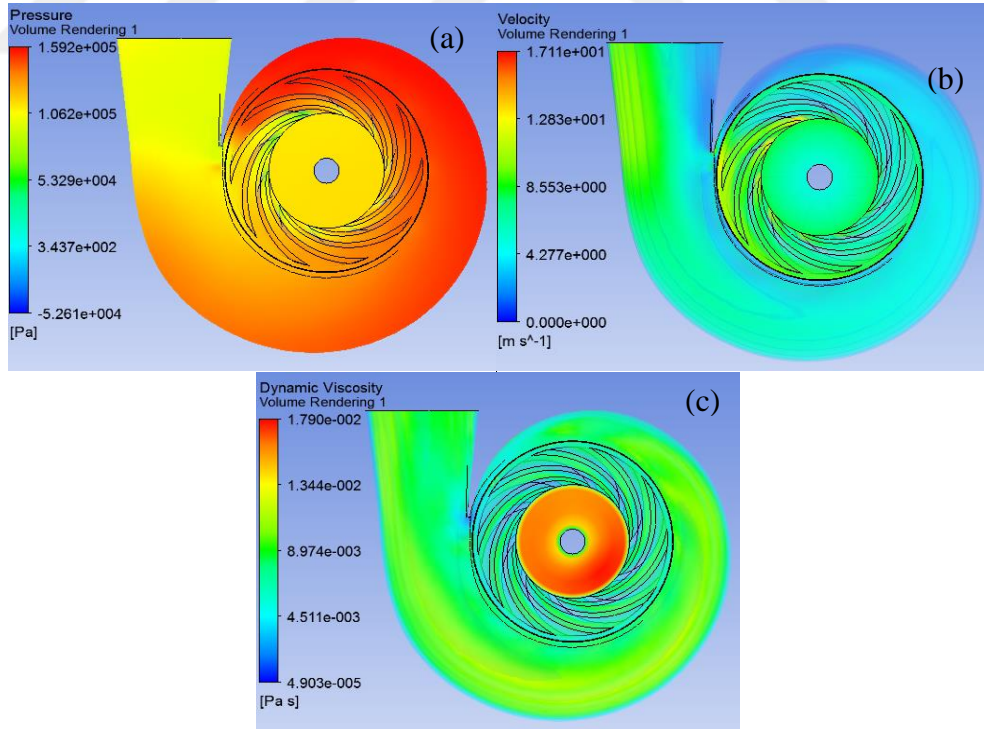 Pressure
Volume Rendering 1
1.592e+005
1.062e+005
5.329e+004
3.437e+002
-5.261e+004
[Pa]
(a)
Velocity
Volume Rendering 1
1.711e+001
1.283e+001
8.553e+000
4.277e+000
0.000e+000
[m s^-1]
(b)
Dynamic Viscosity
Volume Rendering 1
1.790e-002
1.344e-002
8.974e-003
4.511e-003
4.903e-005
[Pa s]
(c)